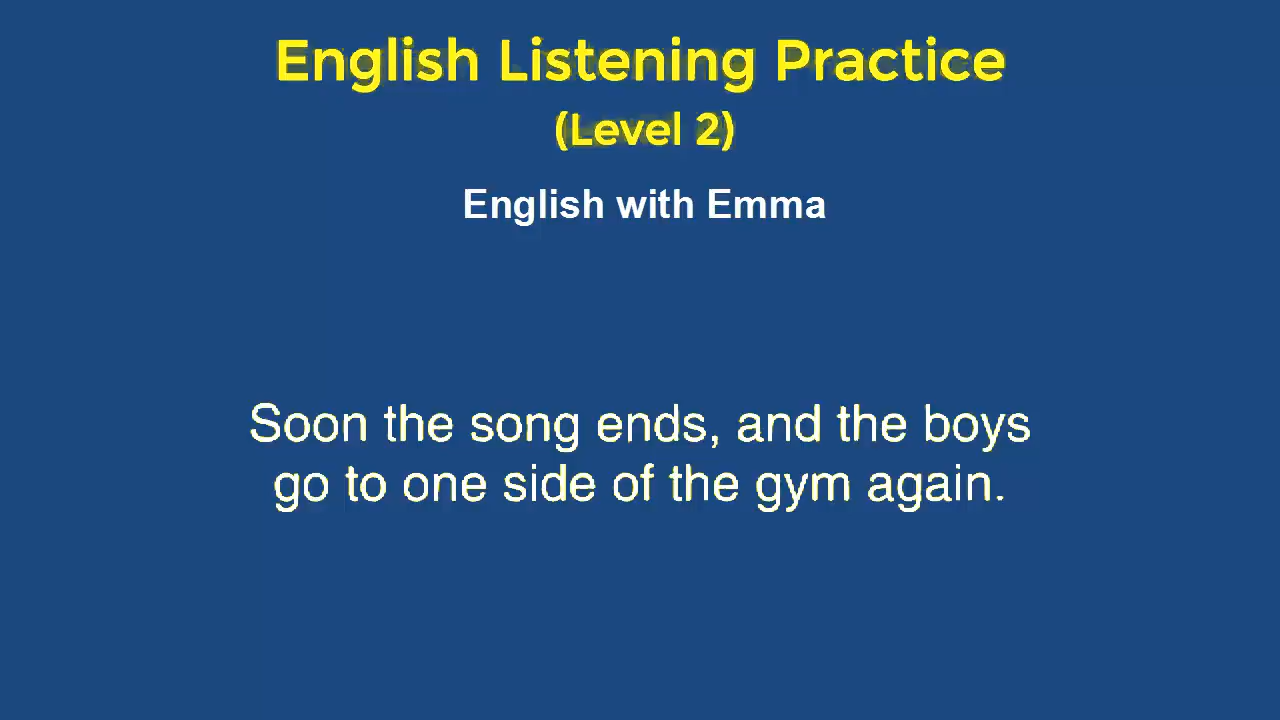 English Listening Practice
(Level 2)
English with Emma
Soon the song ends, and the boys
go to one side of the gym again.